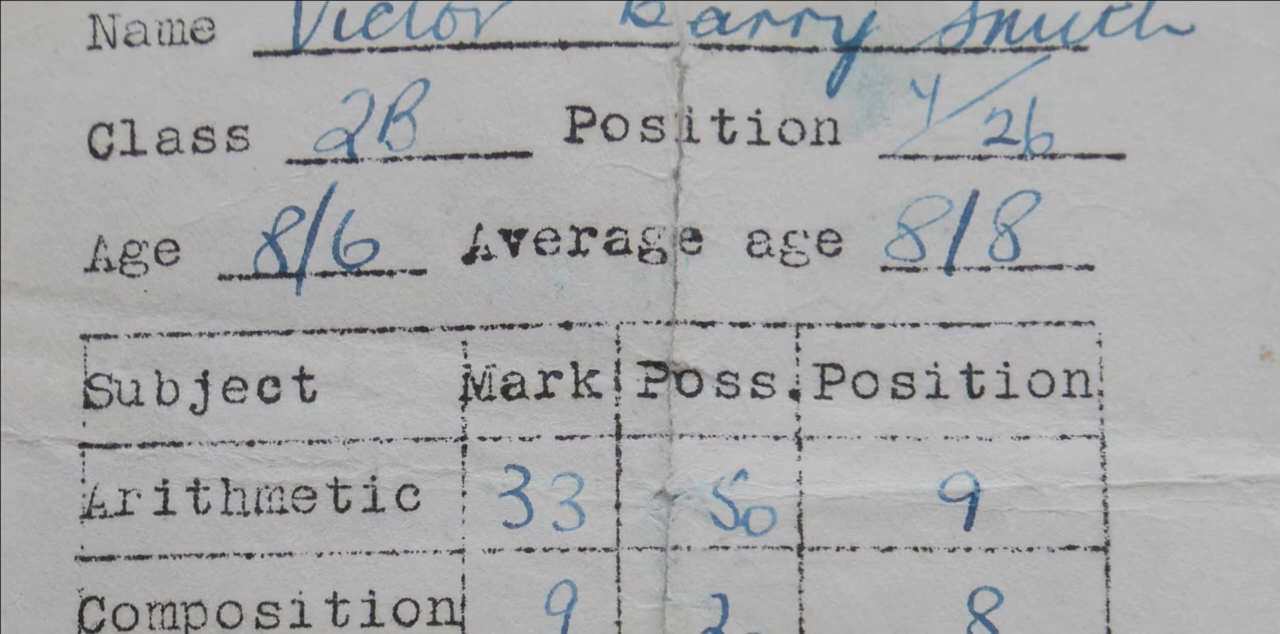 Name Victor Barry Smith
Class 2B Position 4/26
Age 8/6 Average age 8/8
Subject Mark Poss. Position
Arithmetic 33 50 9
Composition 9 8